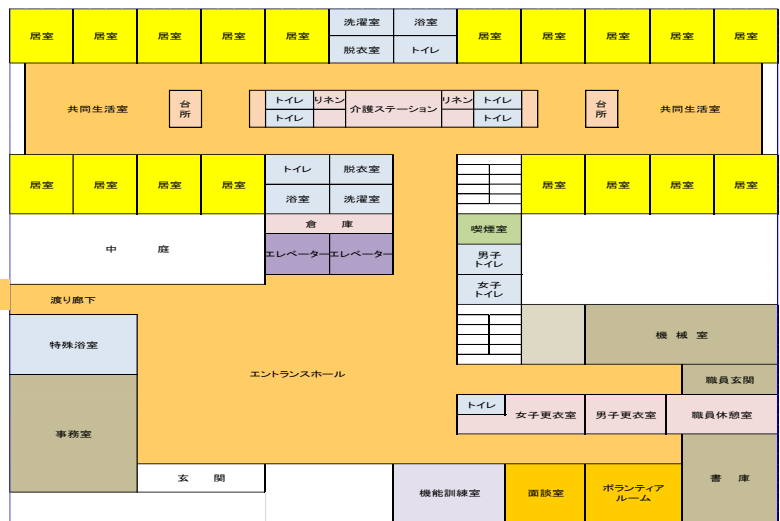 居室 居室 居室 居室 居室 洗濯室 浴室 居室 居室 居室 居室 居室
脱衣室 トイレ
共同生活室 台所 トイレ リネン 介護ステーション リネン トイレ 台所 共同生活室
トイレ トイレ
居室 居室 居室 居室 トイレ 脱衣室 居室 居室 居室 居室
浴室 洗濯室
倉庫 喫煙室
中庭 エレベーター エレベーター 男子トイレ
女子トイレ
渡り廊下
特殊浴室 機械室
エントランスホール 職員玄関
トイレ 女子更衣室 男子更衣室 職員休憩室
事務室
玄関 機能訓練室 面談室 ボランティアルーム 書庫